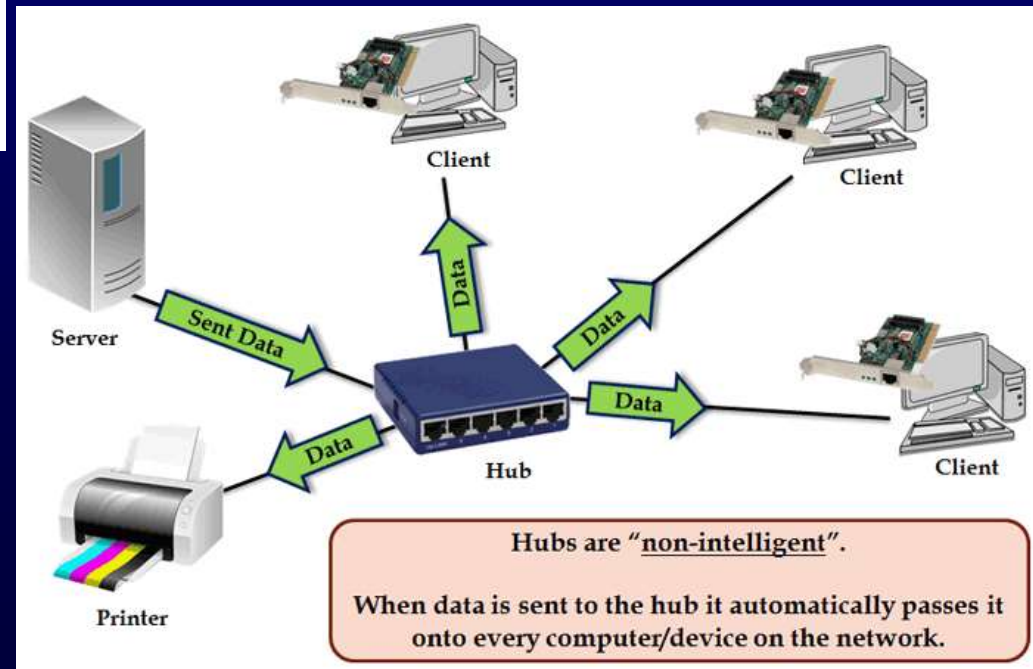 Client
Client
Server
Sent Data
Data
Data
Data
Data
Hub
Client
Printer
Hubs are “non-intelligent”.
When data is sent to the hub it automatically passes it
onto every computer/device on the network.